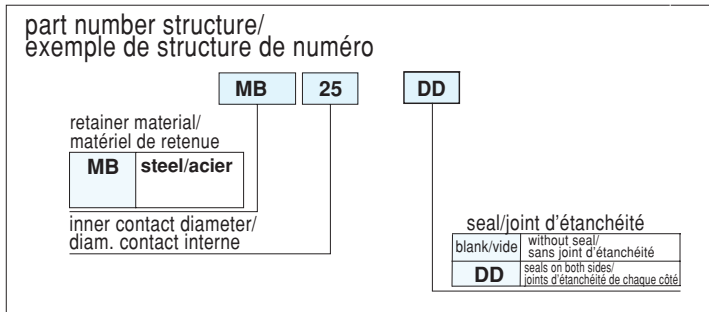 part number structure/
exemple de structure de numéro
MB 25 DD
retainer material/
matériel de retenue
MB steel/acier
inner contact diameter/
diam. contact interne
seal/joint d'étanchéité
blank/vide without seal/
sans joint d'étanchéité
DD seals on both sides/
joints d'étanchéité de chaque côté